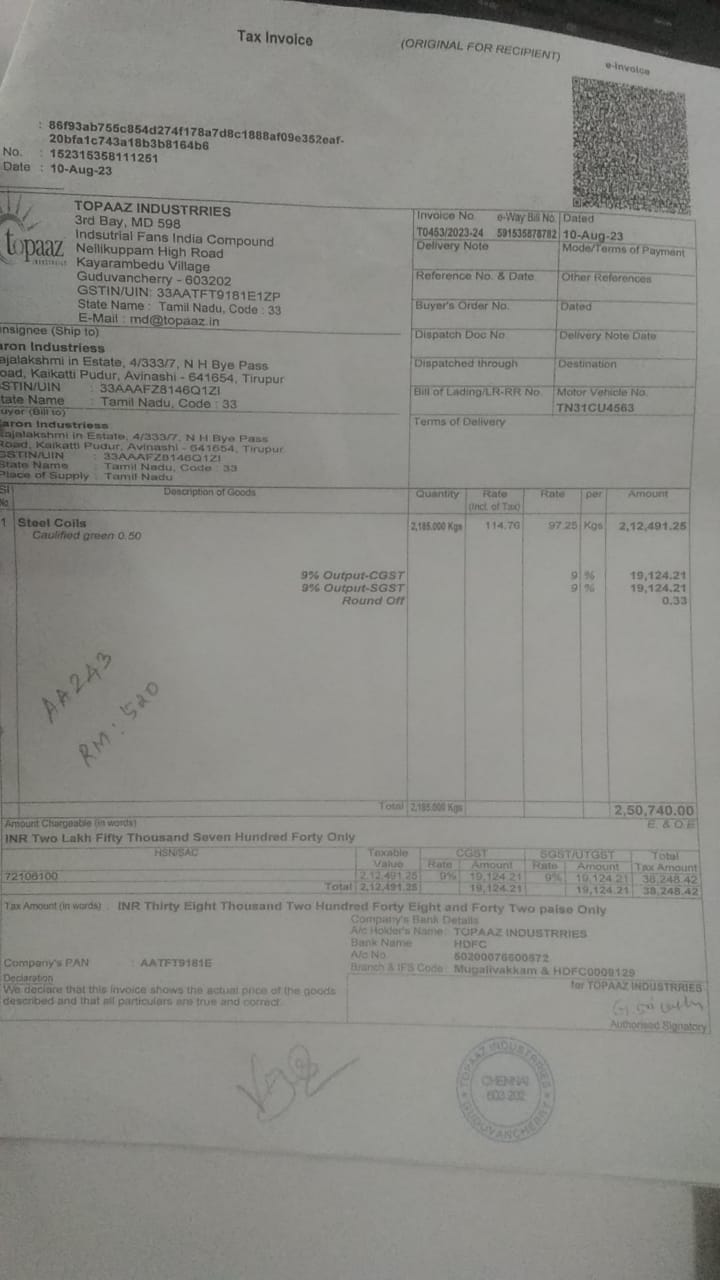 Tax Invoice
(ORIGINAL FOR RECIPIENT)
e-Invoice
: 86f93ab755c854d274f178a7d8c1888af09e352eaf-
20bfa1c743a18b3b8164b6
No. : 152315358111251
Date : 10-Aug-23
topaaz
TOPAAZ INDUSTRRIES
3rd Bay, MD 598
Indsutrial Fans India Compound
Nellikuppam High Road
Kayarambedu Village
Guduvancherry - 603202
GSTIN/UIN: 33AATFT9181E1ZP
State Name : Tamil Nadu, Code : 33
E-Mail : md@topaaz.in
Invoice No. e-Way Bill No. Dated
T0453/2023-24 591535878782 10-Aug-23
Delivery Note Mode/Terms of Payment
Reference No. & Date. Other References
Buyer's Order No. Dated
Dispatch Doc No. Delivery Note Date
Dispatched through Destination
Bill of Lading/LR-RR No. Motor Vehicle No.
TN31CU4563
Terms of Delivery
nsignee (Ship to)
aron Industriess
ajalakshmi in Estate, 4/333/7, N H Bye Pass
oad, Kaikatti Pudur, Avinashi - 641654, Tirupur
STIN/UIN : 33AAAFZ8146Q1ZI
tate Name : Tamil Nadu, Code : 33
uyer (Bill to)
aron Industriess
ajalakshmi in Estate, 4/333/7, N H Bye Pass
Road, Kaikatti Pudur, Avinashi - 641654, Tirupur
GSTIN/UIN : 33AAAFZ8146Q1ZI
State Name : Tamil Nadu, Code : 33
Place of Supply : Tamil Nadu
Sl No. Description of Goods Quantity Rate (Incl. of Tax) Rate per Amount
1 Steel Coils 2,185.000 Kgs 114.76 97.25 Kgs 2,12,491.25
Caulified green 0.50
9% Output-CGST 9 % 19,124.21
9% Output-SGST 9 % 19,124.21
Round Off 0.33
AA243
RM: 520
Total 2,185.000 Kgs 2,50,740.00
Amount Chargeable (in words) E. & O.E
INR Two Lakh Fifty Thousand Seven Hundred Forty Only
HSN/SAC Taxable Value CGST Rate Amount SGST/UTGST Rate Amount Total Tax Amount
72106100 2,12,491.25 9% 19,124.21 9% 19,124.21 38,248.42
Total 2,12,491.25 19,124.21 19,124.21 38,248.42
Tax Amount (in words) : INR Thirty Eight Thousand Two Hundred Forty Eight and Forty Two paise Only
Company's Bank Details
A/c Holder's Name: TOPAAZ INDUSTRRIES
Bank Name : HDFC
A/c No. : 50200076600572
Branch & IFS Code : Mugalivakkam & HDFC0009129
Company's PAN : AATFT9181E
Declaration
We declare that this invoice shows the actual price of the goods
described and that all particulars are true and correct.
for TOPAAZ INDUSTRRIES
Authorised Signatory
TOPAAZ INDUSTRRIES
CHENNAI
603 202
GUDUVANCHERRY